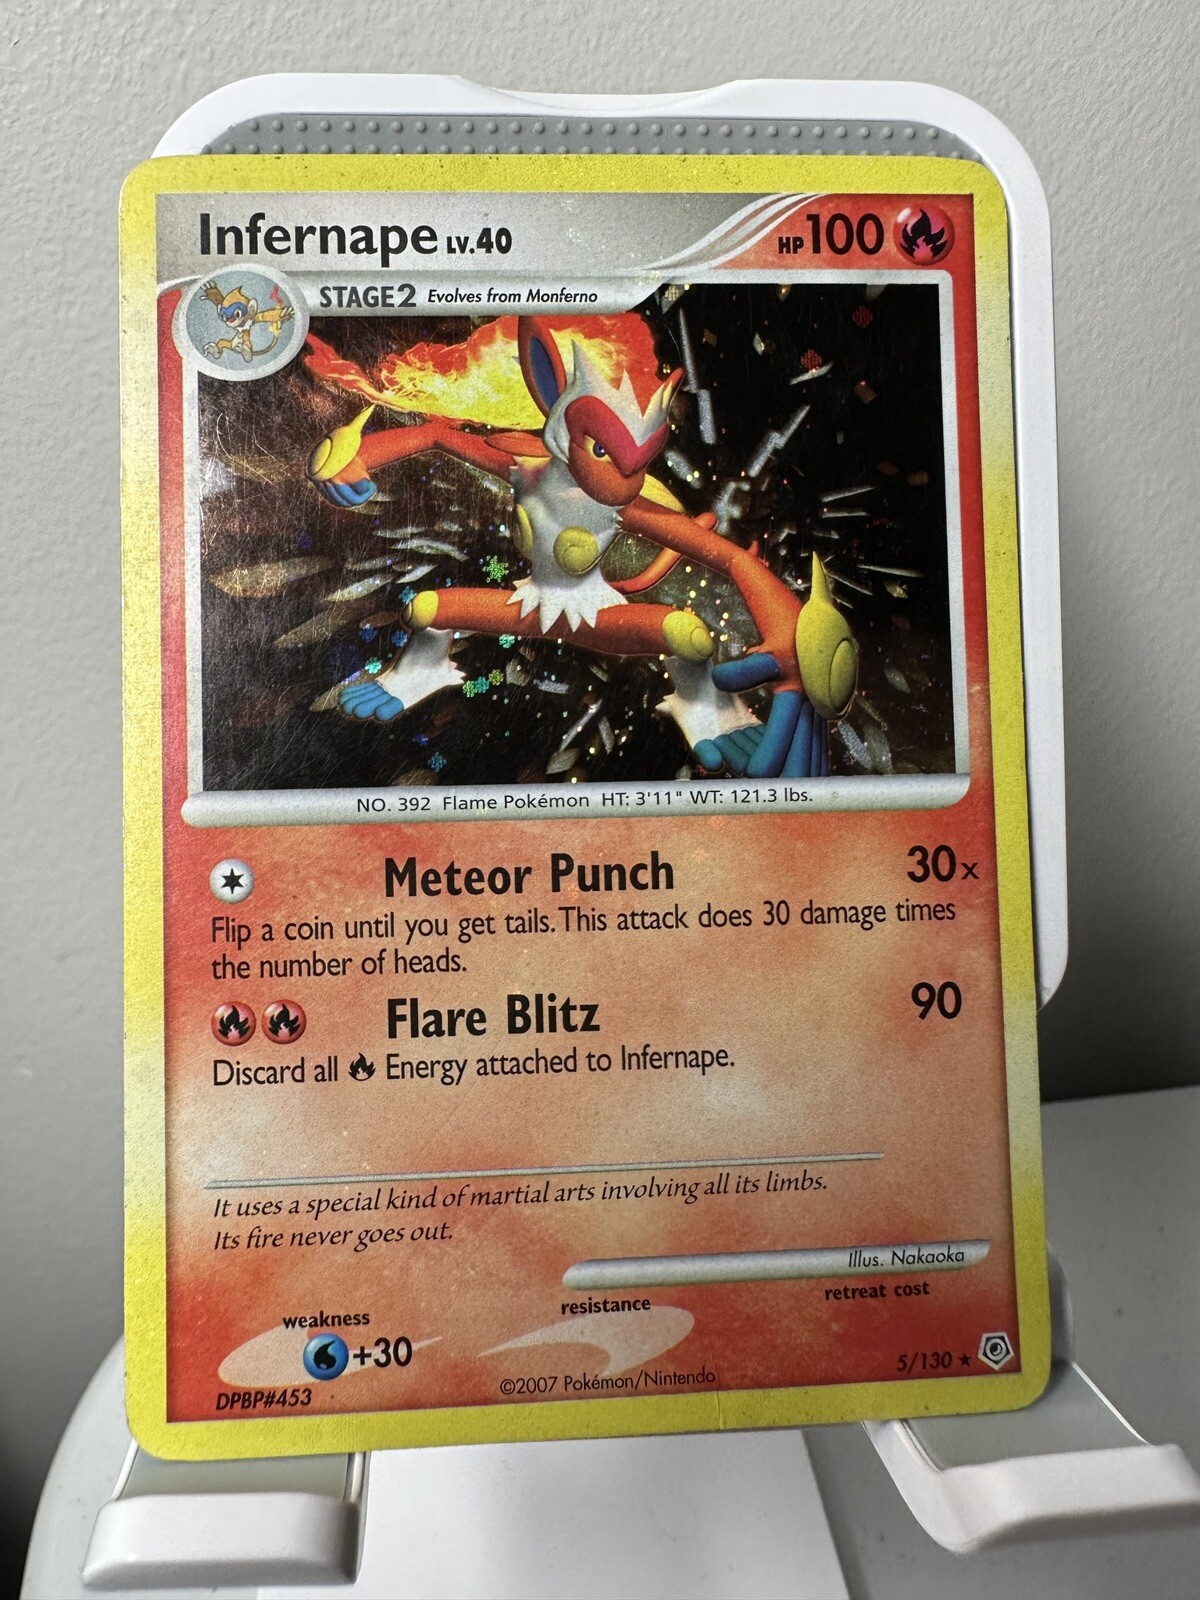 Infernape LV.40
HP 100
STAGE2 Evolves from Monferno
NO. 392 Flame Pokémon HT: 3'11" WT: 121.3 lbs.
Meteor Punch 30x
Flip a coin until you get tails. This attack does 30 damage times
the number of heads.
Flare Blitz 90
Discard all Energy attached to Infernape.
It uses a special kind of martial arts involving all its limbs.
Its fire never goes out.
Illus. Nakaoka
weakness resistance retreat cost
+30
5/130
DPBP#453 ©2007 Pokémon/Nintendo